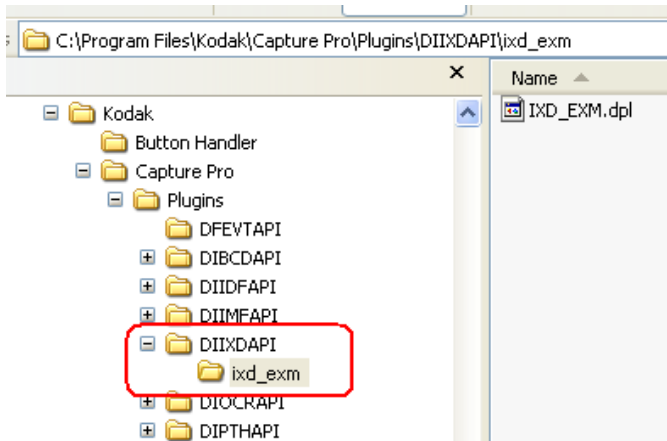 C:\Program Files\Kodak\Capture Pro\Plugins\DIIXDAPI\ixd_exm
Name
Kodak
IXD_EXM.dpl
Button Handler
Capture Pro
Plugins
DFEVTAPI
DIBCDAPI
DIIDFAPI
DIIMFAPI
DIIXDAPI
ixd_exm
DIOCRAPI
DIPTHAPI